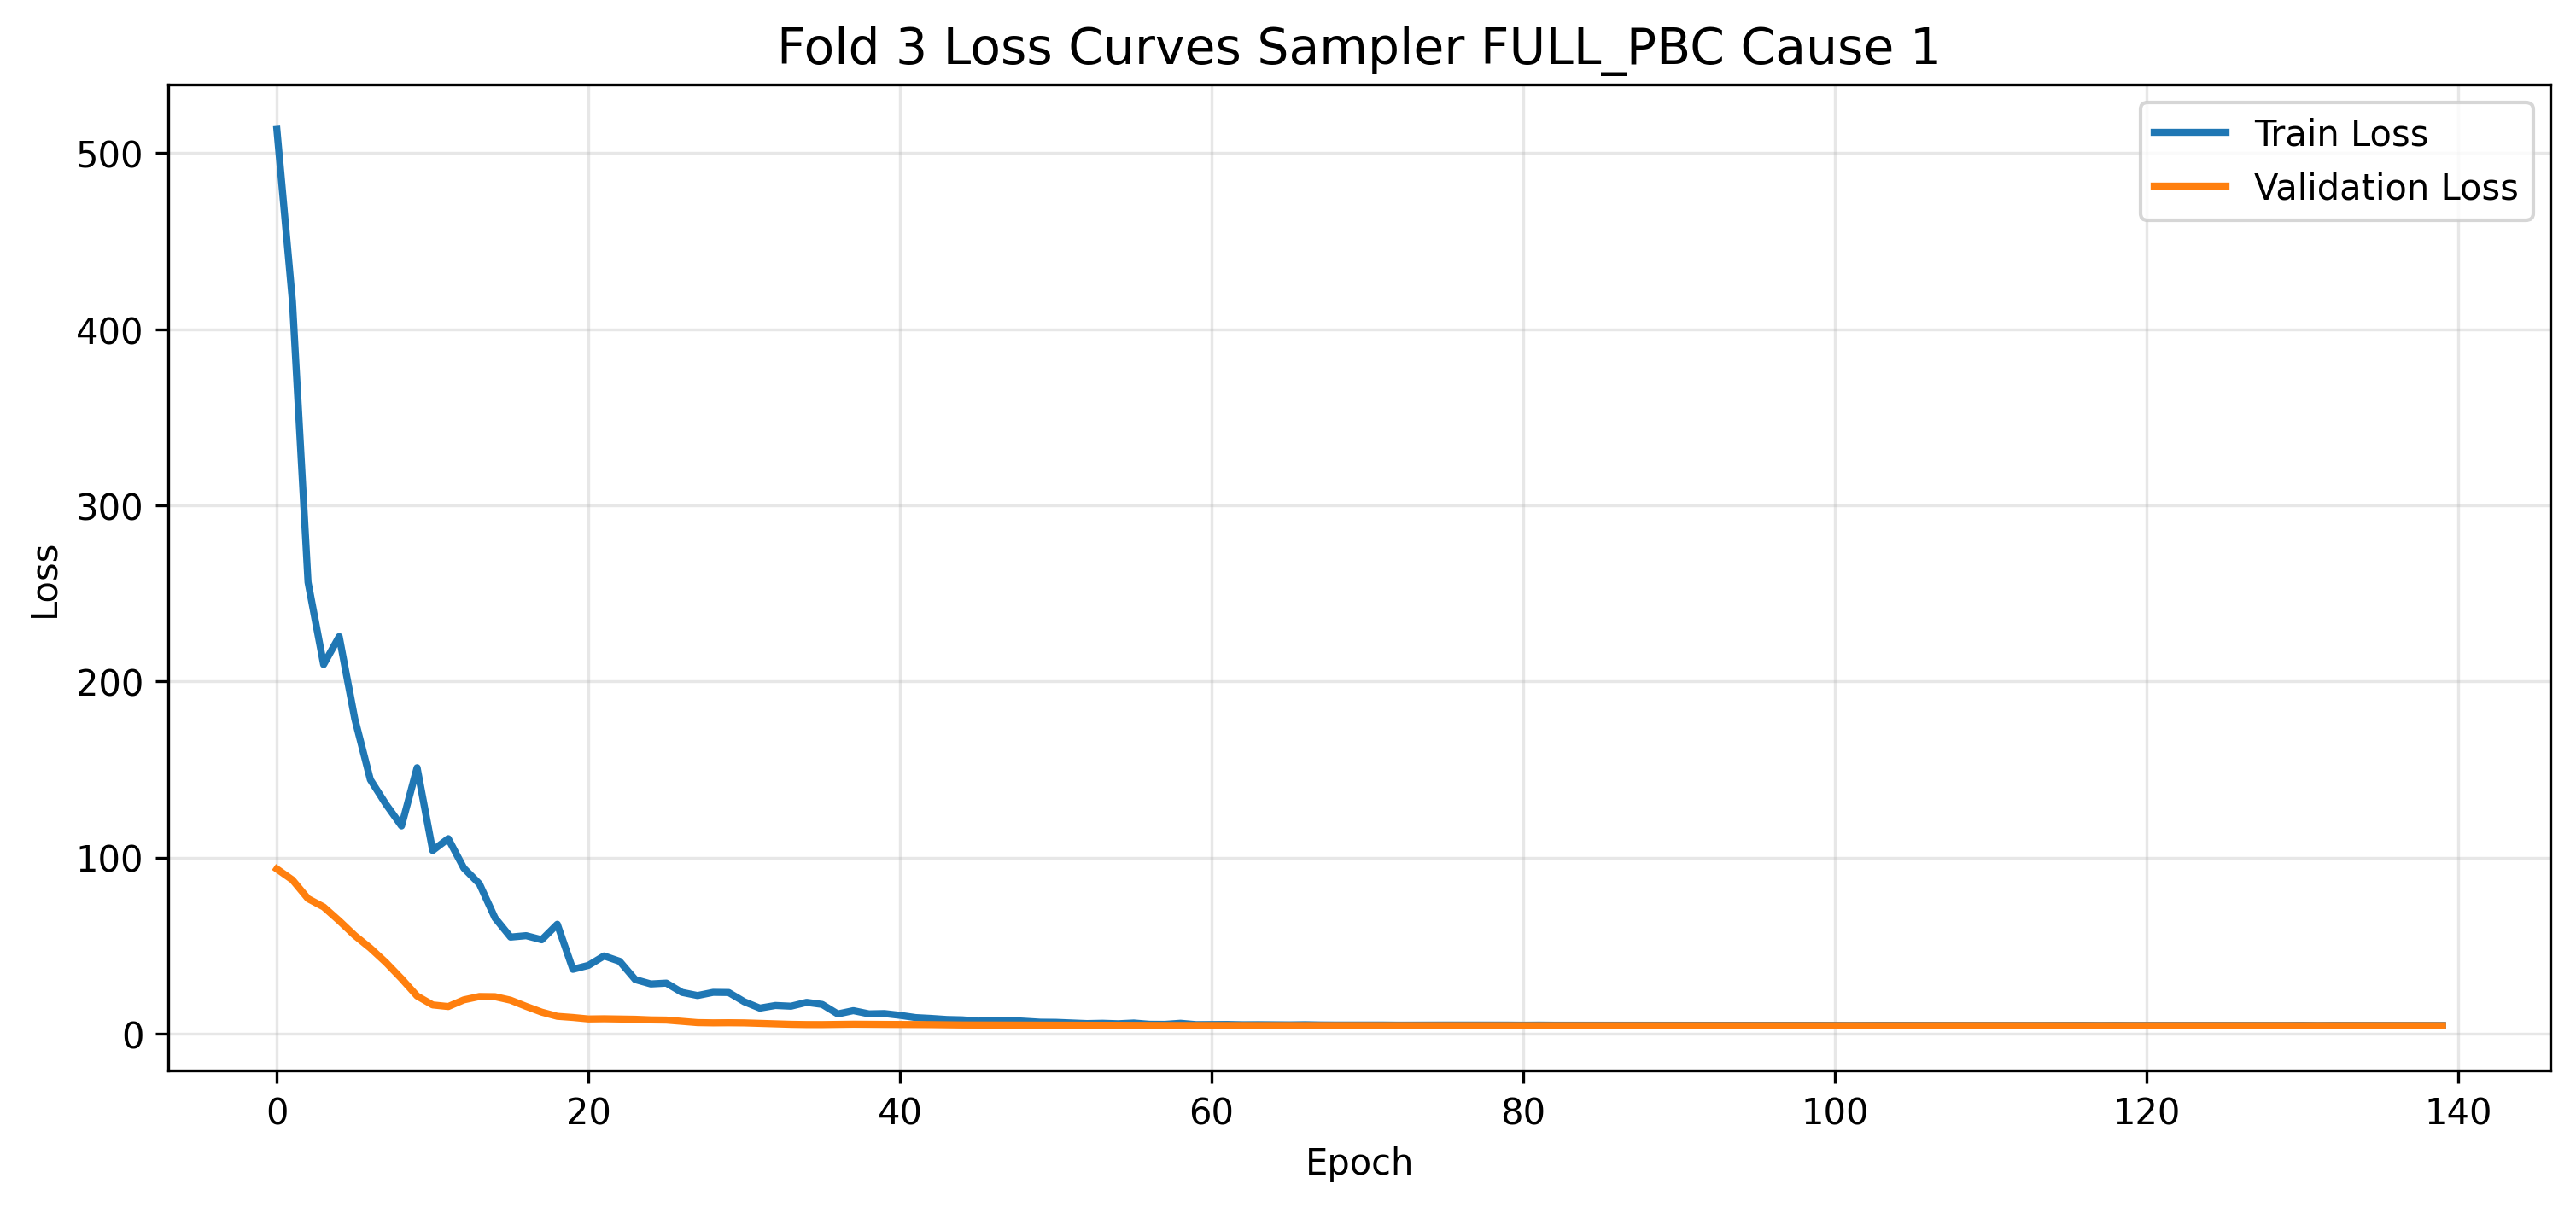 Fold 3 Loss Curves Sampler FULL_PBC Cause 1
Train Loss
Validation Loss
500
400
300
200
100
0
Loss
0 20 40 60 80 100 120 140
Epoch